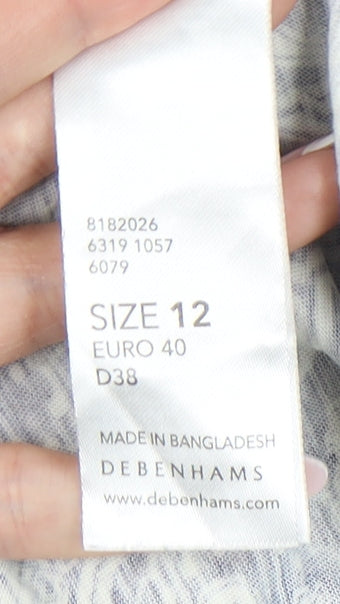 8182026
6319 1057
6079
SIZE 12
EURO 40
D38
MADE IN BANGLADESH
DEBENHAMS
www.debenhams.com